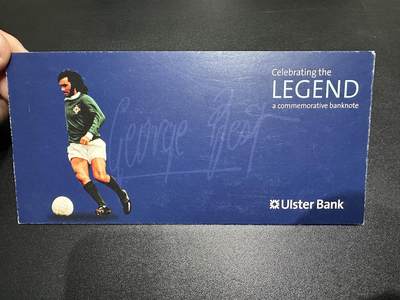 Celebrating the
LEGEND
a commemorative banknote
George Best
Ulster Bank